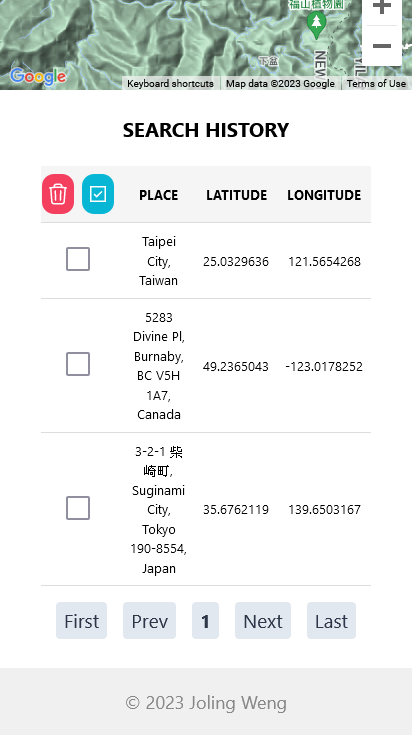 福山植物園
下盆
NEW
Google
Keyboard shortcuts
Map data ©2023 Google
Terms of Use
SEARCH HISTORY
PLACE LATITUDE LONGITUDE
Taipei
City,
Taiwan
25.0329636 121.5654268
5283
Divine Pl,
Burnaby,
BC V5H
1A7,
Canada
49.2365043 -123.0178252
3-2-1 柴
崎町,
Suginami
City,
Tokyo
190-8554,
Japan
35.6762119 139.6503167
First Prev 1 Next Last
© 2023 Joling Weng